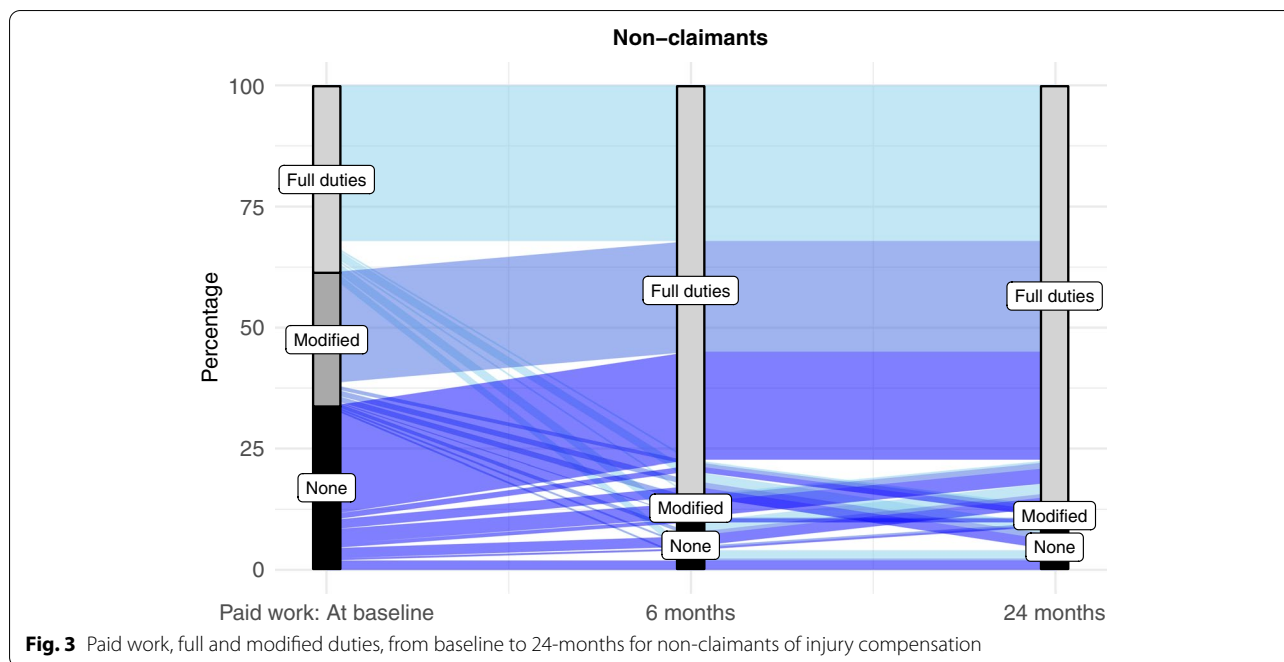 Non–claimants
100
75
50
25
0
Percentage
Full duties
Modified
None
Full duties
Modified
None
Full duties
Modified
None
Paid work: At baseline
6 months
24 months
Fig. 3 Paid work, full and modified duties, from baseline to 24-months for non-claimants of injury compensation